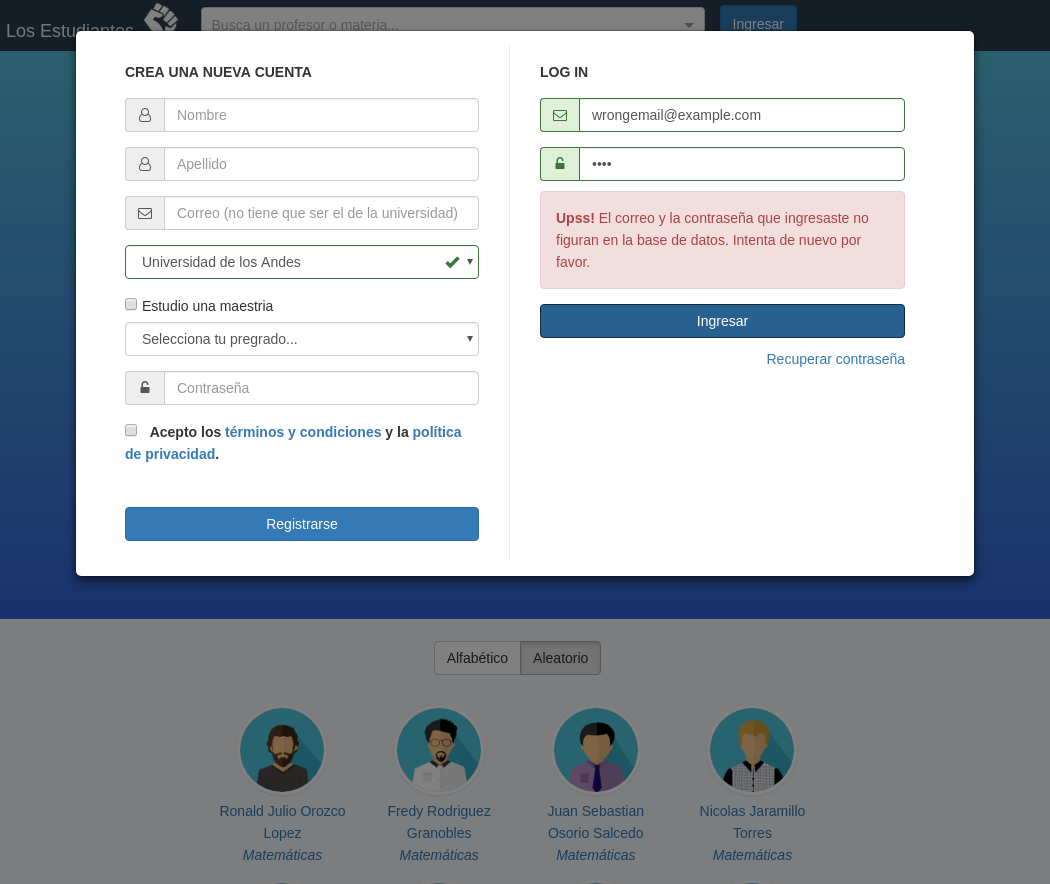 Los Estudiantes
Busca un profesor o materia...
Ingresar
CREA UNA NUEVA CUENTA
Nombre
Apellido
Correo (no tiene que ser el de la universidad)
Universidad de los Andes
Estudio una maestria
Selecciona tu pregrado...
Contraseña
Acepto los términos y condiciones y la política
de privacidad.
Registrarse
LOG IN
wrongemail@example.com
••••
Upss! El correo y la contraseña que ingresaste no
figuran en la base de datos. Intenta de nuevo por
favor.
Ingresar
Recuperar contraseña
Alfabético
Aleatorio
Ronald Julio Orozco
Lopez
Matemáticas
Fredy Rodriguez
Granobles
Matemáticas
Juan Sebastian
Osorio Salcedo
Matemáticas
Nicolas Jaramillo
Torres
Matemáticas